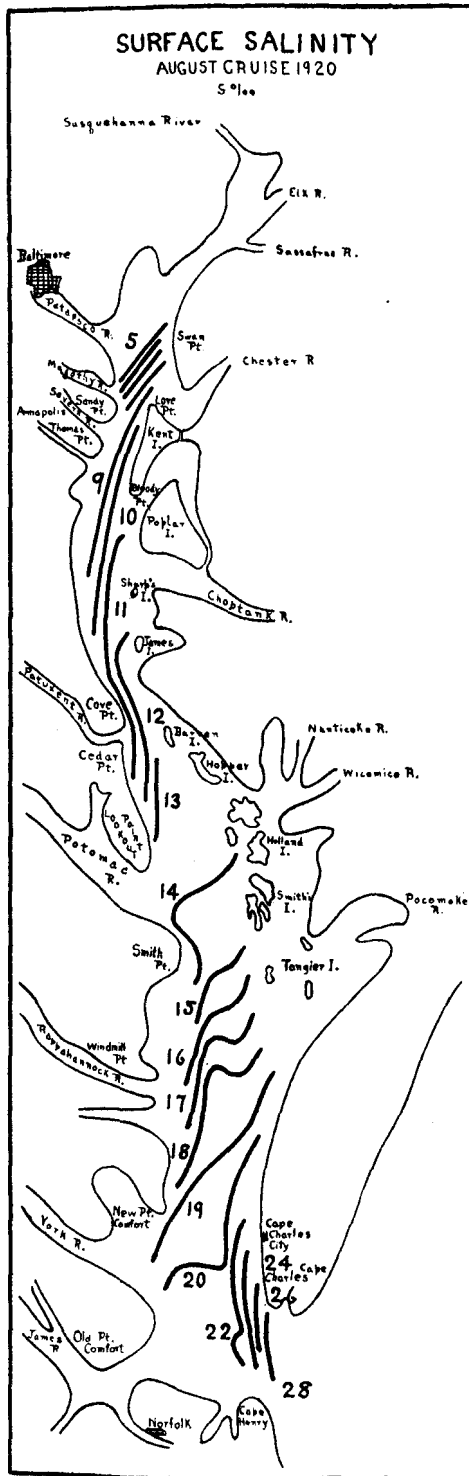 SURFACE SALINITY
AUGUST CRUISE 1920
S ‰
Susquehanna River
Elk R.
Sassafras R.
Baltimore
Patapsco R.
5
Swan
Pt.
Chester R
Magothy R.
Sandy
Pt.
Severn R.
Annapolis
Thomas
Pt.
Love
Pt.
Kent
I.
9
Bloody
Pt.
10
Poplar
I.
Sharp's
I.
Choptank R.
11
James
I.
Patuxent R.
Cove
Pt.
12
Barren
I.
Nanticoke R.
Cedar
Pt.
Hooper
I.
Wicomico R.
13
Point
Lookout
Potomac
R.
Holland
I.
14
Smith's
I.
Pocomoke
R.
Smith
Pt.
Tangier I.
15
Windmill
Pt
16
Rappahannock R.
17
18
New Pt.
Comfort
19
York R.
Cape
Charles
City
24
Cape
Charles
20
26
James
R
Old Pt.
Comfort
22
28
Norfolk
Cape
Henry